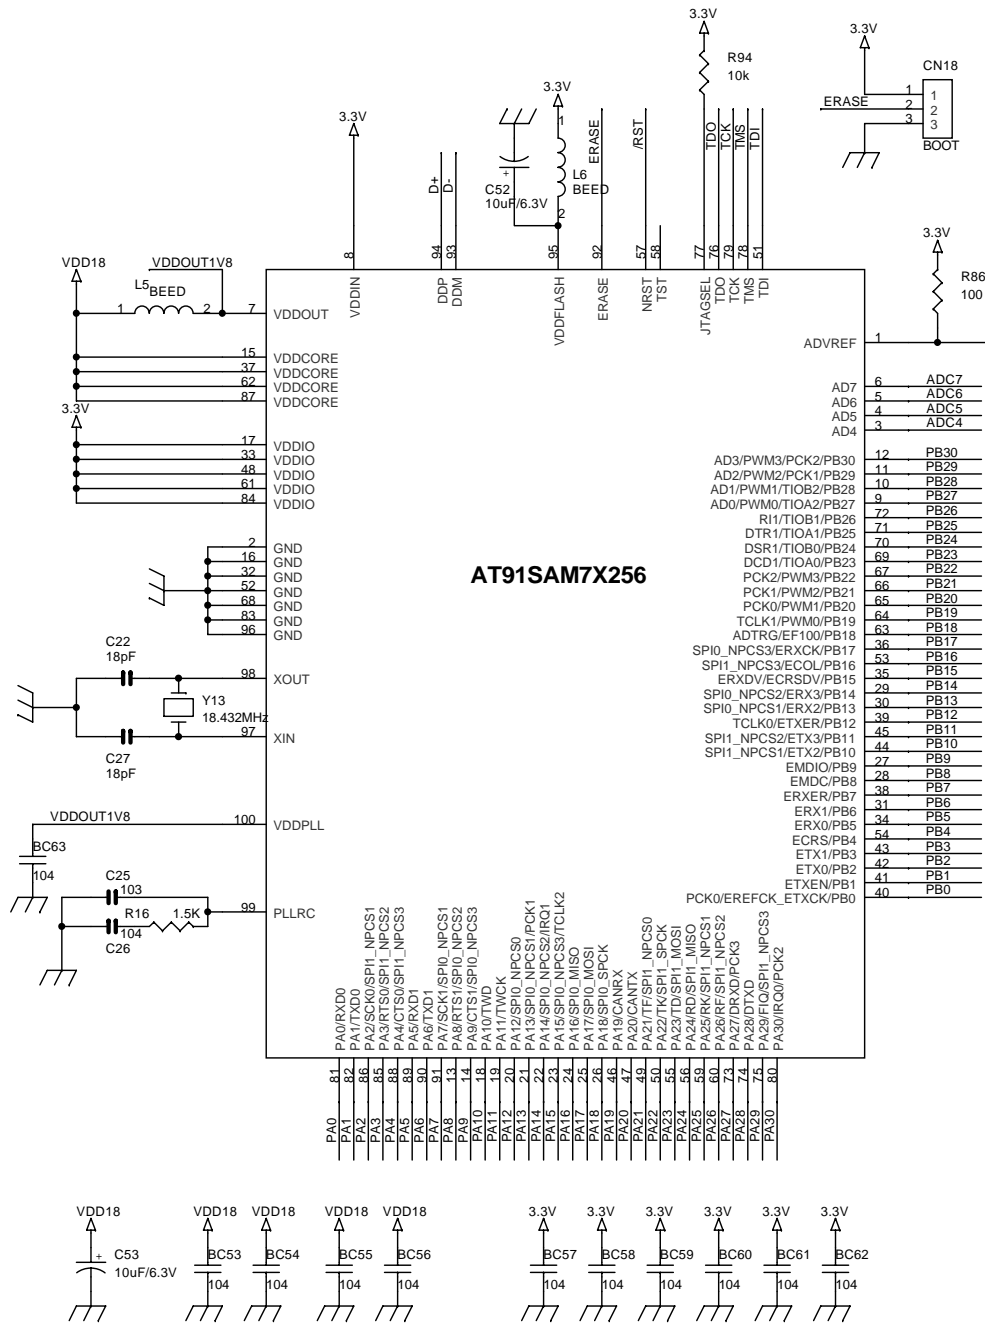 3.3V
R94
10k
3.3V
CN18
1 1
ERASE 2 2
3 3
BOOT
3.3V
3.3V
1
C52
10uF/6.3V
L6
BEED
2
D+
D-
ERASE
/RST
TDO
TCK
TMS
TDI
8
94
93
95
92
57
58
77
76
79
78
51
VDDIN
DDP
DDM
VDDFLASH
ERASE
NRST
TST
JTAGSEL
TDO
TCK
TMS
TDI
3.3V
R86
100
VDD18
VDDOUT1V8
L5 BEED
1 2 7 VDDOUT
15 VDDCORE
37 VDDCORE
62 VDDCORE
87 VDDCORE
3.3V
17 VDDIO
33 VDDIO
48 VDDIO
61 VDDIO
84 VDDIO
2 GND
16 GND
32 GND
52 GND
68 GND
83 GND
96 GND
C22
18pF
98 XOUT
Y13
18.432MHz
97 XIN
C27
18pF
VDDOUT1V8 100 VDDPLL
BC63
104
C25
103
R16 1.5K
104
C26
99 PLLRC
AT91SAM7X256
ADVREF 1
AD7 6 ADC7
AD6 5 ADC6
AD5 4 ADC5
AD4 3 ADC4
AD3/PWM3/PCK2/PB30 12 PB30
AD2/PWM2/PCK1/PB29 11 PB29
AD1/PWM1/TIOB2/PB28 10 PB28
AD0/PWM0/TIOA2/PB27 9 PB27
RI1/TIOB1/PB26 72 PB26
DTR1/TIOA1/PB25 71 PB25
DSR1/TIOB0/PB24 70 PB24
DCD1/TIOA0/PB23 69 PB23
PCK2/PWM3/PB22 67 PB22
PCK1/PWM2/PB21 66 PB21
PCK0/PWM1/PB20 65 PB20
TCLK1/PWM0/PB19 64 PB19
ADTRG/EF100/PB18 63 PB18
SPI0_NPCS3/ERXCK/PB17 36 PB17
SPI1_NPCS3/ECOL/PB16 53 PB16
ERXDV/ECRSDV/PB15 35 PB15
SPI0_NPCS2/ERX3/PB14 29 PB14
SPI0_NPCS1/ERX2/PB13 30 PB13
TCLK0/ETXER/PB12 39 PB12
SPI1_NPCS2/ETX3/PB11 45 PB11
SPI1_NPCS1/ETX2/PB10 44 PB10
EMDIO/PB9 27 PB9
EMDC/PB8 28 PB8
ERXER/PB7 38 PB7
ERX1/PB6 31 PB6
ERX0/PB5 34 PB5
ECRS/PB4 54 PB4
ETX1/PB3 43 PB3
ETX0/PB2 42 PB2
ETXEN/PB1 41 PB1
PCK0/EREFCK_ETXCK/PB0 40 PB0
PA0/RXD0 81 PA0
PA1/TXD0 82 PA1
PA2/SCK0/SPI1_NPCS1 86 PA2
PA3/RTS0/SPI1_NPCS2 85 PA3
PA4/CTS0/SPI1_NPCS3 88 PA4
PA5/RXD1 89 PA5
PA6/TXD1 90 PA6
PA7/SCK1/SPI0_NPCS1 91 PA7
PA8/RTS1/SPI0_NPCS2 13 PA8
PA9/CTS1/SPI0_NPCS3 14 PA9
PA10/TWD 18 PA10
PA11/TWCK 19 PA11
PA12/SPI0_NPCS0 20 PA12
PA13/SPI0_NPCS1/PCK1 21 PA13
PA14/SPI0_NPCS2/IRQ1 22 PA14
PA15/SPI0_NPCS3/TCLK2 23 PA15
PA16/SPI0_MISO 24 PA16
PA17/SPI0_MOSI 25 PA17
PA18/SPI0_SPCK 26 PA18
PA19/CANRX 46 PA19
PA20/CANTX 47 PA20
PA21/TF/SPI1_NPCS0 49 PA21
PA22/TK/SPI1_SPCK 50 PA22
PA23/TD/SPI1_MOSI 55 PA23
PA24/RD/SPI1_MISO 56 PA24
PA25/RK/SPI1_NPCS1 59 PA25
PA26/RF/SPI1_NPCS2 60 PA26
PA27/DRXD/PCK3 73 PA27
PA28/DTXD 74 PA28
PA29/FIQ/SPI1_NPCS3 75 PA29
PA30/IRQ0/PCK2 80 PA30
VDD18 VDD18 VDD18 VDD18 VDD18 3.3V 3.3V 3.3V 3.3V 3.3V 3.3V
C53 BC53 BC54 BC55 BC56 BC57 BC58 BC59 BC60 BC61 BC62
10uF/6.3V 104 104 104 104 104 104 104 104 104 104